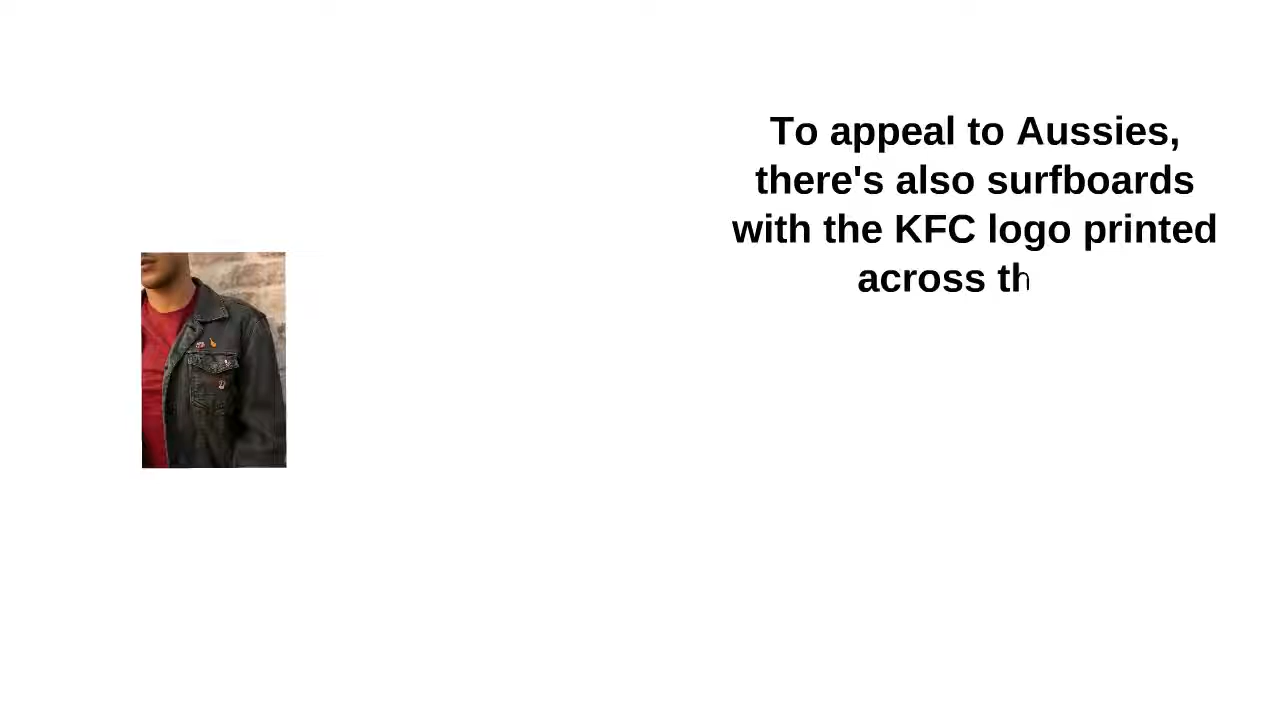 To appeal to Aussies,
there's also surfboards
with the KFC logo printed
across th